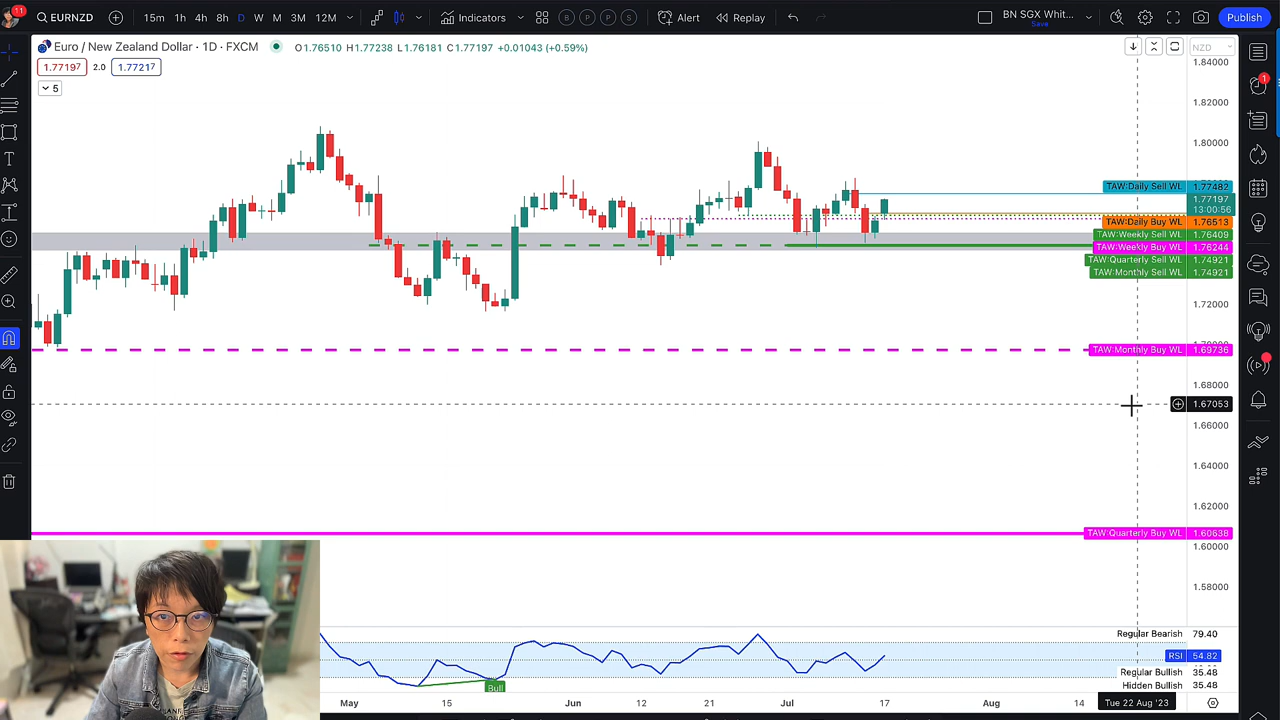 11
EURNZD
15m 1h 4h 8h D W M 3M 12M
Indicators
B P P S
Alert
Replay
BN SGX Whit...
Save
Publish
Euro / New Zealand Dollar · 1D · FXCM
O1.76510 H1.77238 L1.76181 C1.77197 +0.01043 (+0.59%)
NZD
1.77197 2.0 1.77217
5
1.84000
1
1.82000
1.80000
TAW:Daily Sell WL 1.77482
1.77197
13:00:56
TAW:Daily Buy WL 1.76513
TAW:Weekly Sell WL 1.76409
TAW:Weekly Buy WL 1.76244
TAW:Quarterly Sell WL 1.74921
TAW:Monthly Sell WL 1.74921
1.72000
TAW:Monthly Buy WL 1.69736
1.68000
1.67053
1.66000
1.64000
1.62000
TAW:Quarterly Buy WL 1.60638
1.60000
1.58000
Regular Bearish 79.40
RSI 54.82
Regular Bullish 35.48
Hidden Bullish 35.48
Bull
May 15 Jun 12 21 Jul 17 Aug 14 Tue 22 Aug '23